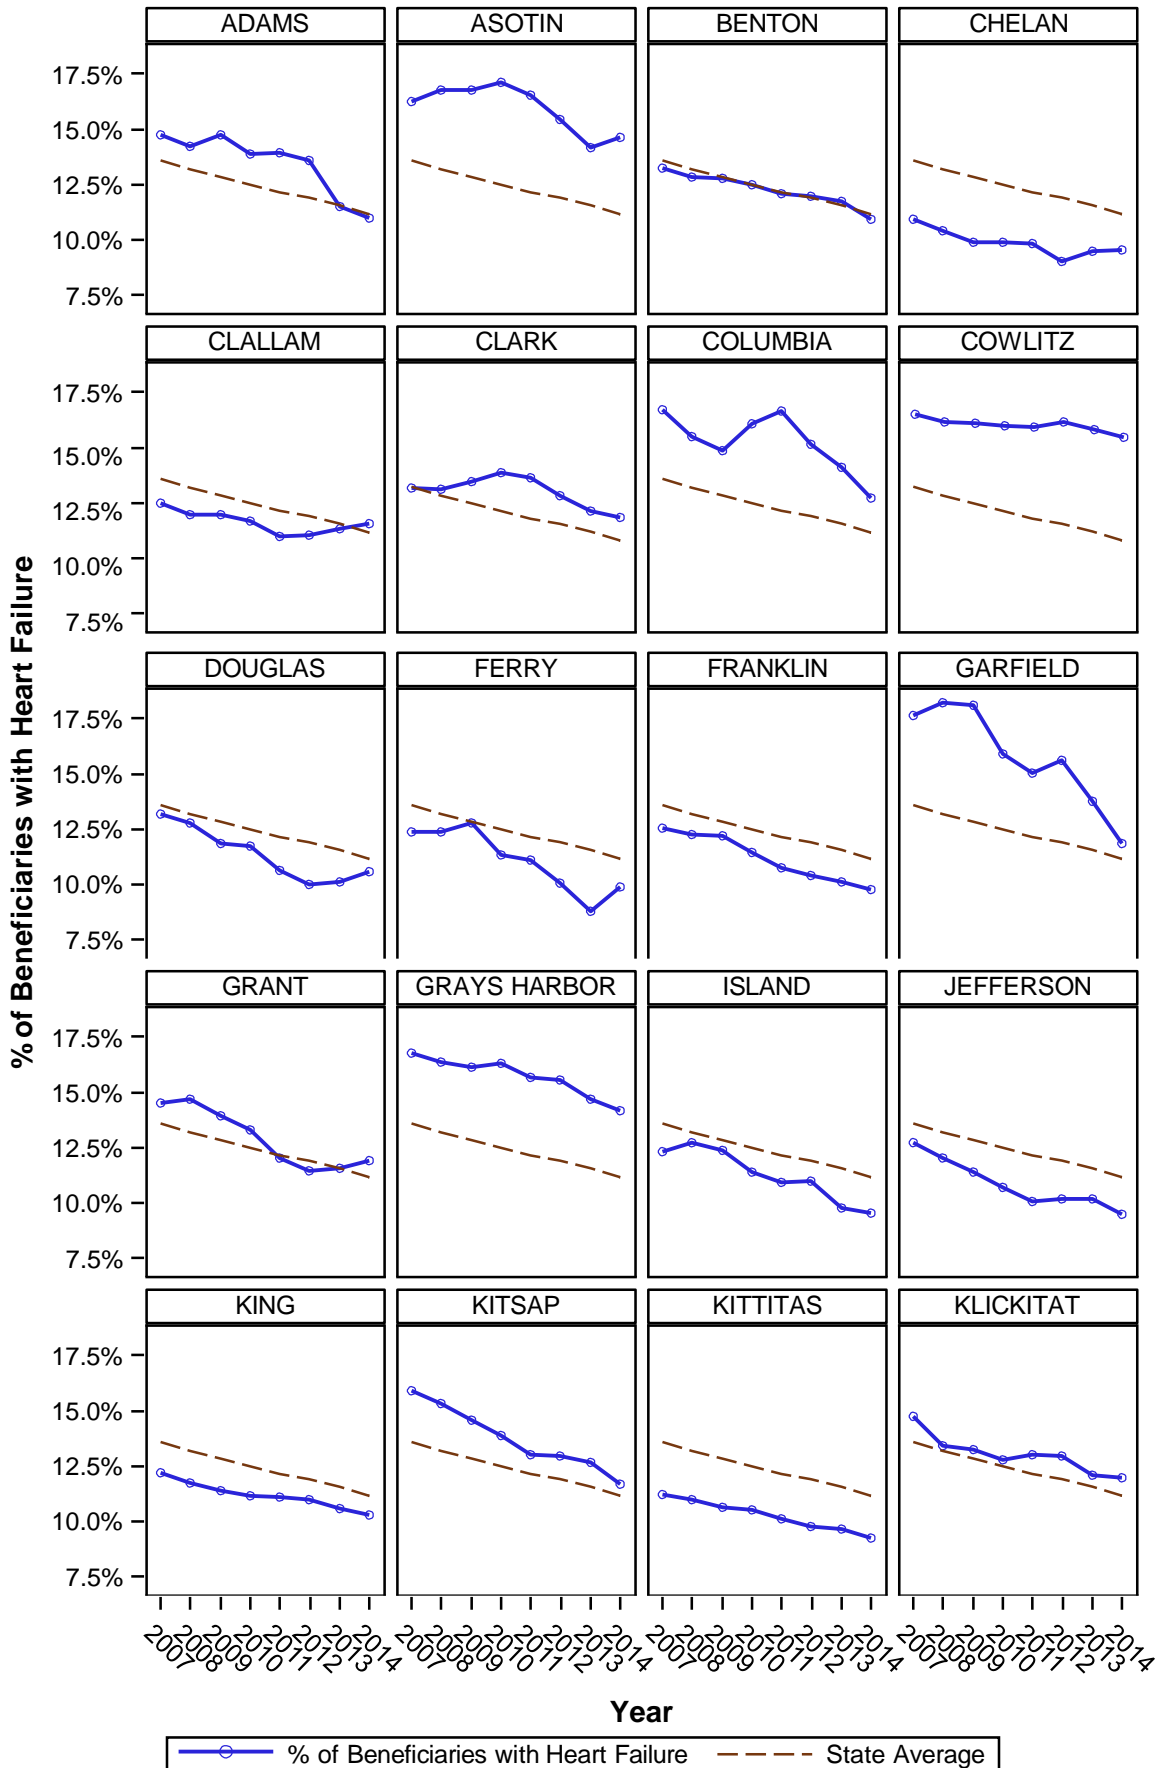 ADAMS ASOTIN BENTON CHELAN
17.5%
15.0%
12.5%
10.0%
7.5%
CLALLAM CLARK COLUMBIA COWLITZ
17.5%
15.0%
12.5%
10.0%
7.5%
% of Beneficiaries with Heart Failure
DOUGLAS FERRY FRANKLIN GARFIELD
17.5%
15.0%
12.5%
10.0%
7.5%
GRANT GRAYS HARBOR ISLAND JEFFERSON
17.5%
15.0%
12.5%
10.0%
7.5%
KING KITSAP KITTITAS KLICKITAT
17.5%
15.0%
12.5%
10.0%
7.5%
2007 2008 2009 2010 2011 2012 2013 2014 2007 2008 2009 2010 2011 2012 2013 2014 2007 2008 2009 2010 2011 2012 2013 2014 2007 2008 2009 2010 2011 2012 2013 2014
Year
% of Beneficiaries with Heart Failure State Average